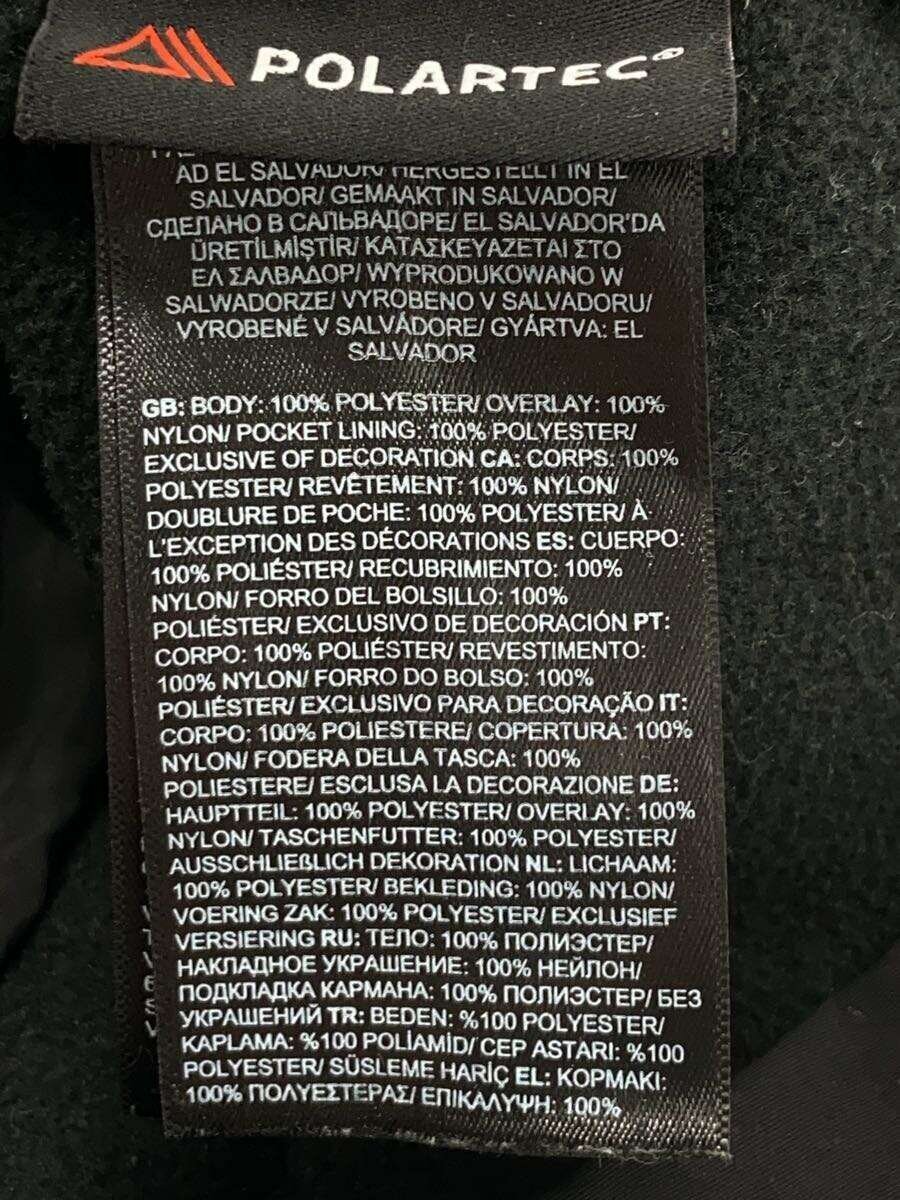 POLARTEC®
AD EL SALVADOR/ HERGESTELLT IN EL
SALVADOR/ GEMAAKT IN SALVADOR/
СДЕЛАНО В САЛЬВАДОРЕ/ EL SALVADOR'DA
ÜRETİLMİŞTİR/ ΚΑΤΑΣΚΕΥΑΖΕΤΑΙ ΣΤΟ
ΕΛ ΣΑΛΒΑΔΟΡ/ WYPRODUKOWANO W
SALWADORZE/ VYROBENO V SALVADORU/
VYROBENÉ V SALVÁDORE/ GYÁRTVA: EL
SALVADOR
GB: BODY: 100% POLYESTER/ OVERLAY: 100%
NYLON/ POCKET LINING: 100% POLYESTER/
EXCLUSIVE OF DECORATION CA: CORPS: 100%
POLYESTER/ REVÊTEMENT: 100% NYLON/
DOUBLURE DE POCHE: 100% POLYESTER/ À
L'EXCEPTION DES DÉCORATIONS ES: CUERPO:
100% POLIÉSTER/ RECUBRIMIENTO: 100%
NYLON/ FORRO DEL BOLSILLO: 100%
POLIÉSTER/ EXCLUSIVO DE DECORACIÓN PT:
CORPO: 100% POLIÉSTER/ REVESTIMENTO:
100% NYLON/ FORRO DO BOLSO: 100%
POLIÉSTER/ EXCLUSIVO PARA DECORAÇÃO IT:
CORPO: 100% POLIESTERE/ COPERTURA: 100%
NYLON/ FODERA DELLA TASCA: 100%
POLIESTERE/ ESCLUSA LA DECORAZIONE DE:
HAUPTTEIL: 100% POLYESTER/ OVERLAY: 100%
NYLON/ TASCHENFUTTER: 100% POLYESTER/
AUSSCHLIEßLICH DEKORATION NL: LICHAAM:
100% POLYESTER/ BEKLEDING: 100% NYLON/
VOERING ZAK: 100% POLYESTER/ EXCLUSIEF
VERSIERING RU: ТЕЛО: 100% ПОЛИЭСТЕР/
НАКЛАДНОЕ УКРАШЕНИЕ: 100% НЕЙЛОН/
ПОДКЛАДКА КАРМАНА: 100% ПОЛИЭСТЕР/ БЕЗ
УКРАШЕНИЙ TR: BEDEN: %100 POLYESTER/
KAPLAMA: %100 POLİAMİD/ CEP ASTARI: %100
POLYESTER/ SÜSLEME HARİÇ EL: ΚΟΡΜΑΚΙ:
100% ΠΟΛΥΕΣΤΕΡΑΣ/ ΕΠΙΚΑΛΥΨΗ: 100%